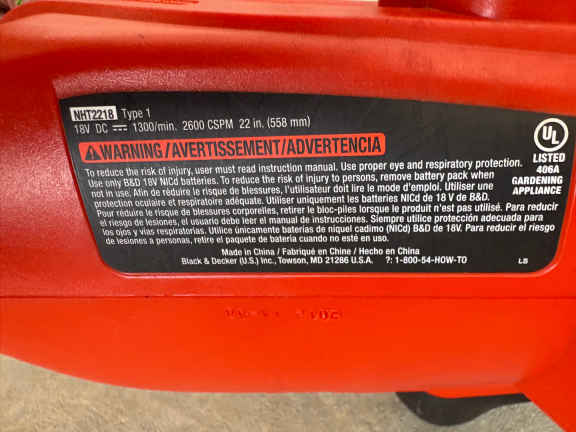 NHT2218 Type 1
18V DC ⎓ 1300/min. 2600 CSPM 22 in. (558 mm)
WARNING/AVERTISSEMENT/ADVERTENCIA
To reduce the risk of injury, user must read instruction manual. Use proper eye and respiratory protection.
Use only B&D 18V NICd batteries. To reduce the risk of injury to persons, remove battery pack when
not in use. Afin de réduire le risque de blessures, l'utilisateur doit lire le mode d'emploi. Utiliser une
protection oculaire et respiratoire adéquate. Utiliser uniquement les batteries NICd de 18 V de B&D.
Pour réduire le risque de blessures corporelles, retirer le bloc-piles lorsque le produit n'est pas utilisé. Para reducir
el riesgo de lesiones, el usuario debe leer el manual de instrucciones. Siempre utilice protección adecuada para
los ojos y vías respiratorias. Utilice únicamente baterías de níquel cadmio (NICd) B&D de 18V. Para reducir el riesgo
de lesiones a personas, retire el paquete de batería cuando no esté en uso.
Made in China / Fabriqué en Chine / Hecho en China
Black & Decker (U.S.) Inc., Towson, MD 21286 U.S.A. ?: 1-800-54-HOW-TO
UL
LISTED
406A
GARDENING
APPLIANCE
LB